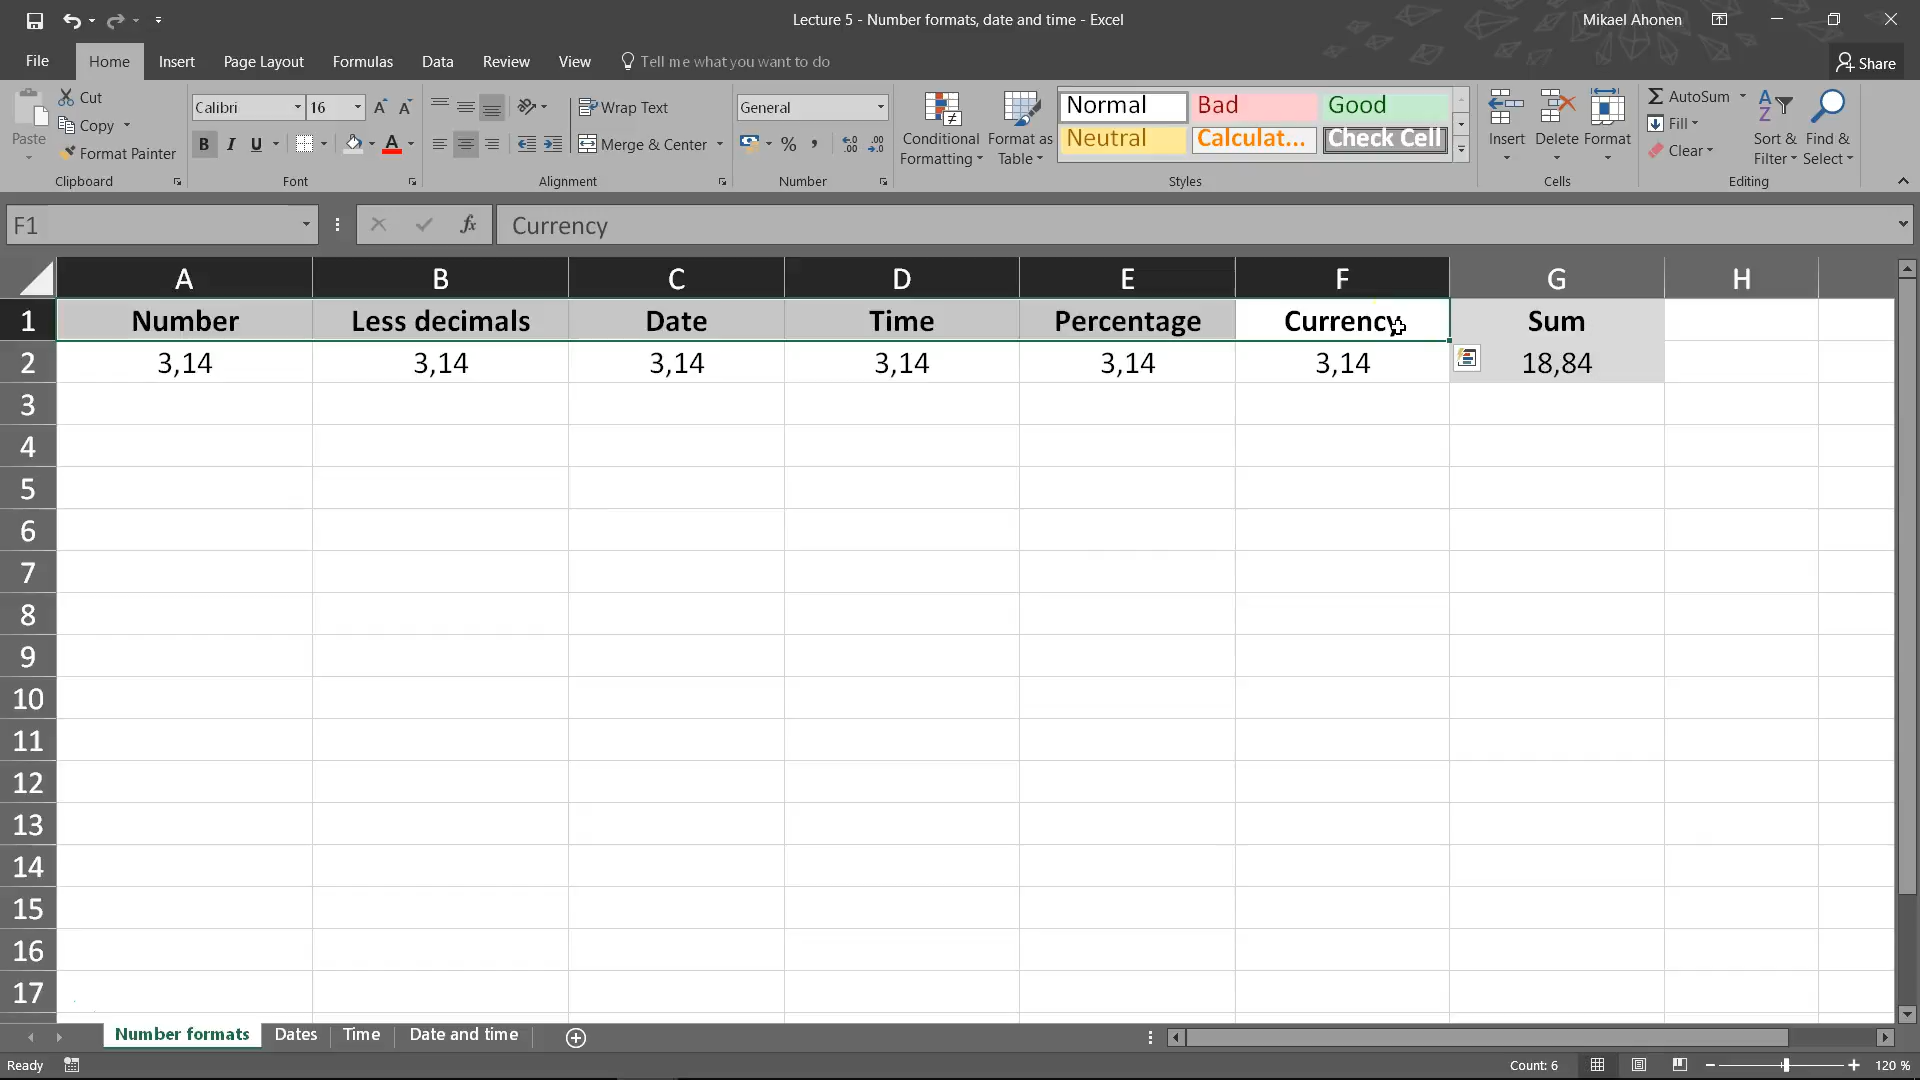 Lecture 5 - Number formats, date and time - Excel
Mikael Ahonen
File Home Insert Page Layout Formulas Data Review View Tell me what you want to do
Share
Paste
Cut
Copy
Format Painter
Clipboard
Calibri 16
B I U
Font
Wrap Text
Merge & Center
Alignment
General
% ,
Number
Conditional Formatting
Format as Table
Normal Bad Good
Neutral Calculat... Check Cell
Styles
Insert Delete Format
Cells
AutoSum
Fill
Clear
Sort & Filter
Find & Select
Editing
F1 fx Currency
A B C D E F G H
1 Number Less decimals Date Time Percentage Currency Sum
2 3,14 3,14 3,14 3,14 3,14 3,14 18,84
3
4
5
6
7
8
9
10
11
12
13
14
15
16
17
Number formats Dates Time Date and time
Ready
Count: 6
120 %